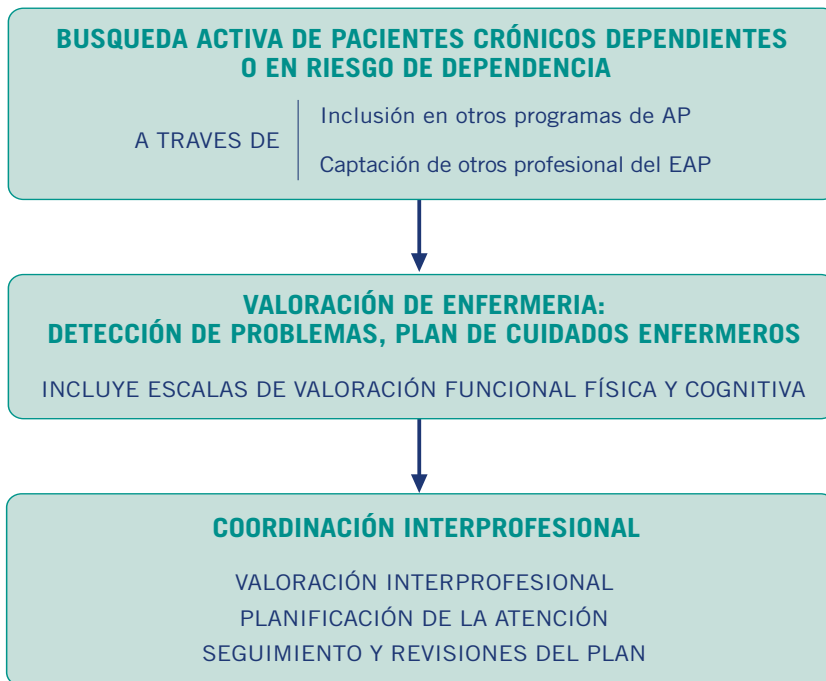 BUSQUEDA ACTIVA DE PACIENTES CRÓNICOS DEPENDIENTES
O EN RIESGO DE DEPENDENCIA
A TRAVES DE
Inclusión en otros programas de AP
Captación de otros profesional del EAP
VALORACIÓN DE ENFERMERIA:
DETECCIÓN DE PROBLEMAS, PLAN DE CUIDADOS ENFERMEROS
INCLUYE ESCALAS DE VALORACIÓN FUNCIONAL FÍSICA Y COGNITIVA
COORDINACIÓN INTERPROFESIONAL
VALORACIÓN INTERPROFESIONAL
PLANIFICACIÓN DE LA ATENCIÓN
SEGUIMIENTO Y REVISIONES DEL PLAN